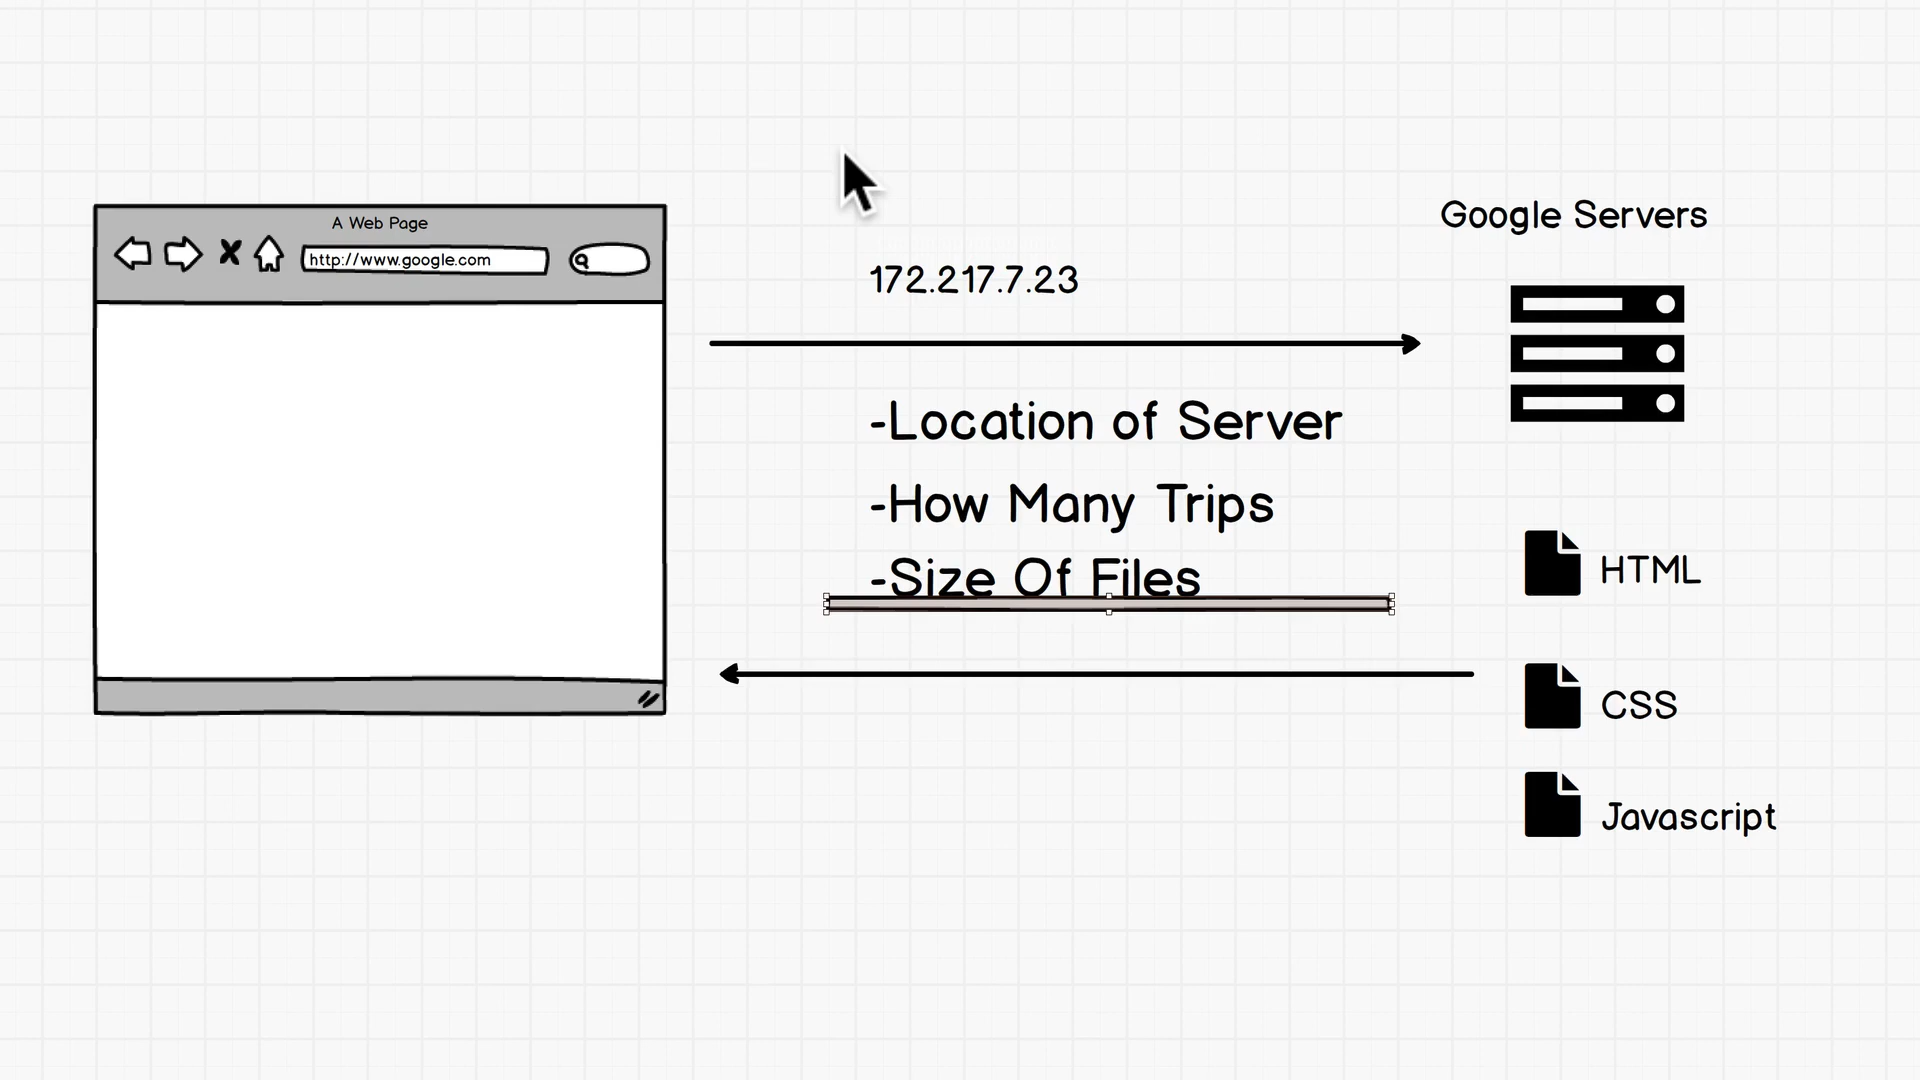 A Web Page
http://www.google.com
172.217.7.23
-Location of Server
-How Many Trips
-Size Of Files
Google Servers
HTML
CSS
Javascript